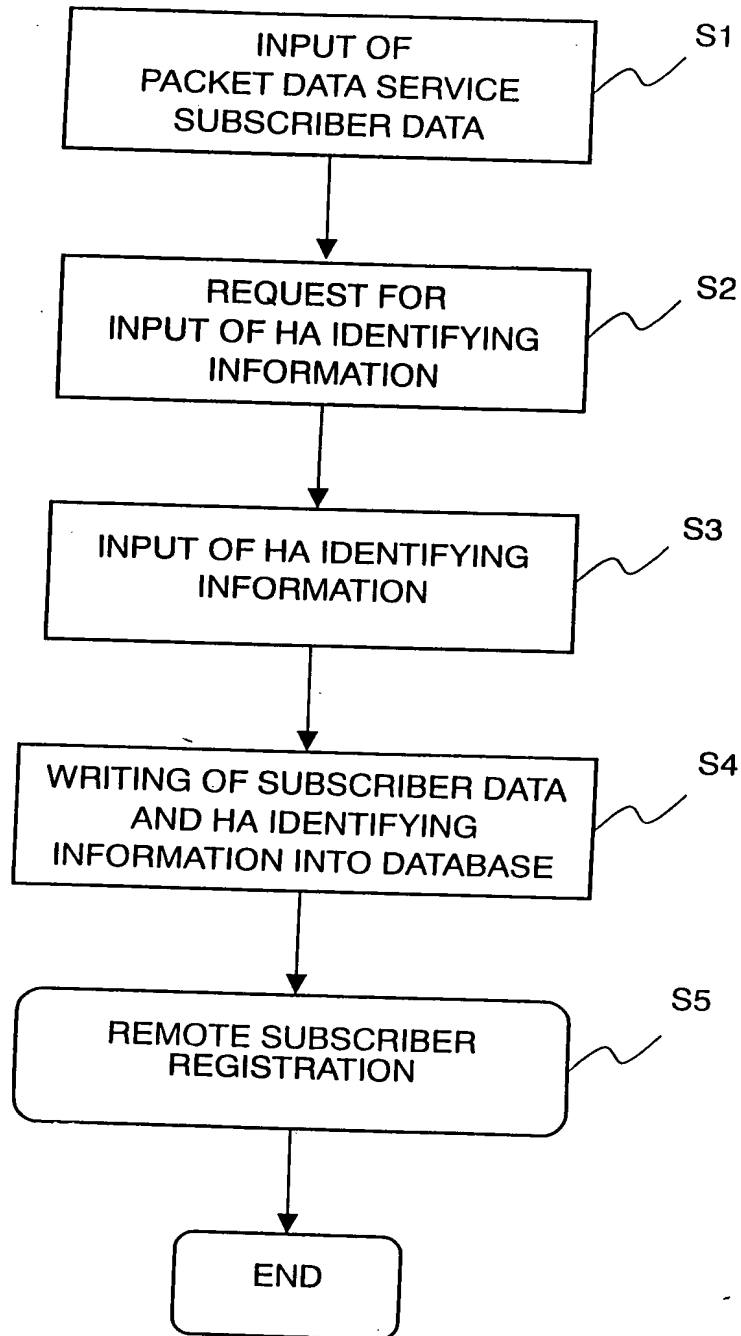 INPUT OF
PACKET DATA SERVICE
SUBSCRIBER DATA
S1
REQUEST FOR
INPUT OF HA IDENTIFYING
INFORMATION
S2
INPUT OF HA IDENTIFYING
INFORMATION
S3
WRITING OF SUBSCRIBER DATA
AND HA IDENTIFYING
INFORMATION INTO DATABASE
S4
REMOTE SUBSCRIBER
REGISTRATION
S5
END